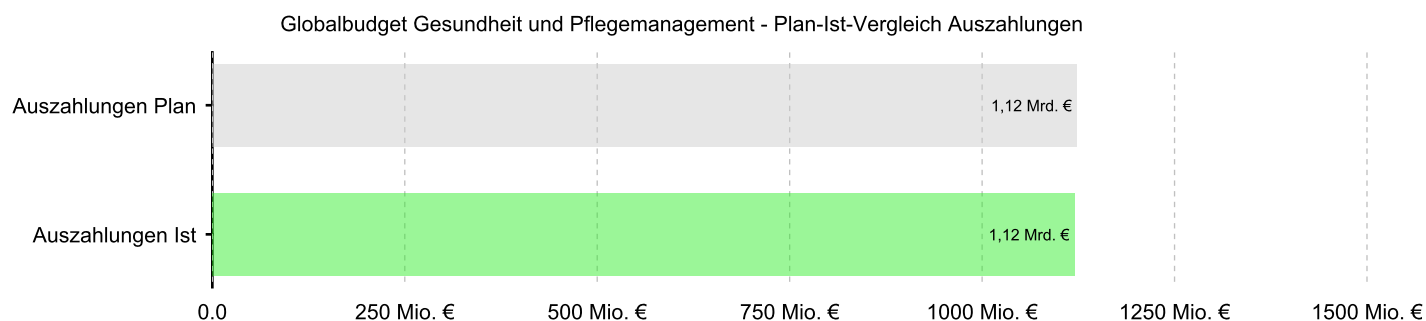 Globalbudget Gesundheit und Pflegemanagement - Plan-Ist-Vergleich Auszahlungen
Auszahlungen Plan
1,12 Mrd. €
Auszahlungen Ist
1,12 Mrd. €
0.0 250 Mio. € 500 Mio. € 750 Mio. € 1000 Mio. € 1250 Mio. € 1500 Mio. €